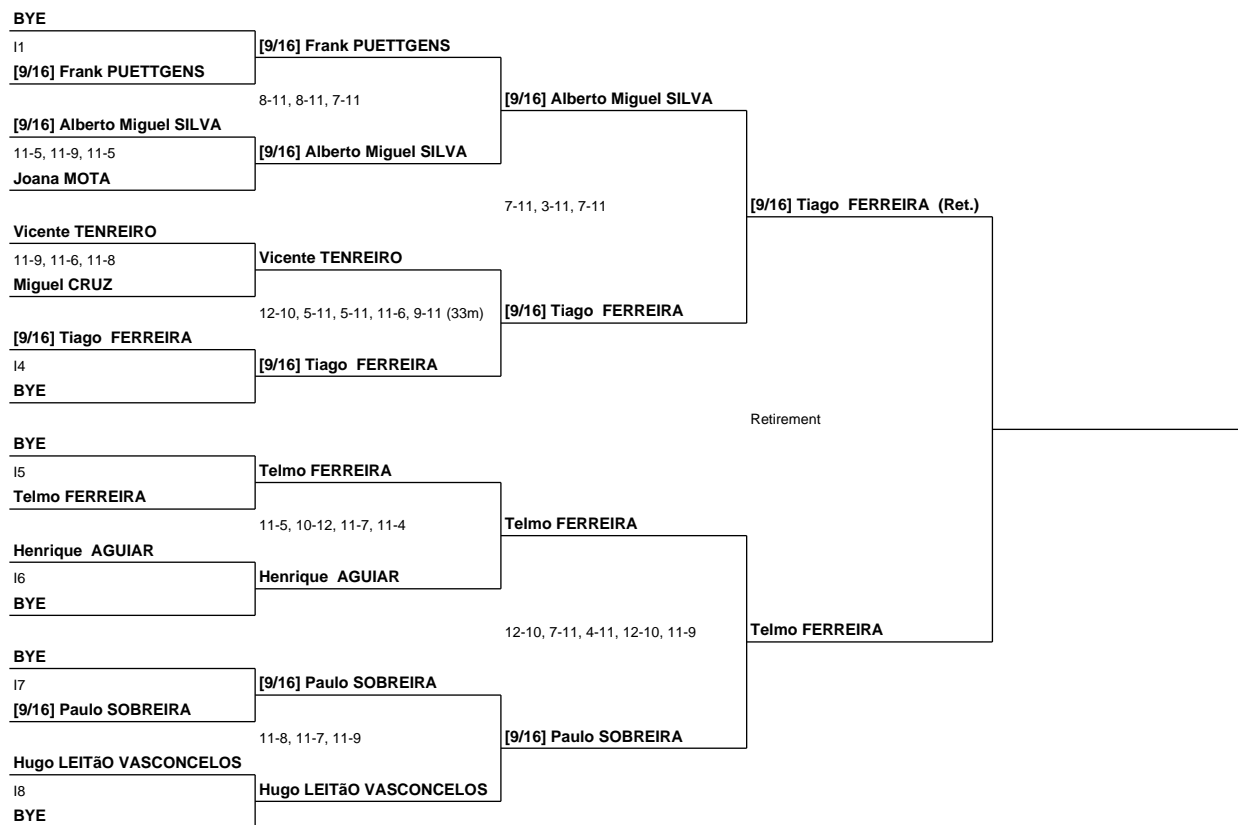 BYE
I1
[9/16] Frank PUETTGENS
[9/16] Frank PUETTGENS
8-11, 8-11, 7-11
[9/16] Alberto Miguel SILVA
[9/16] Alberto Miguel SILVA
11-5, 11-9, 11-5
[9/16] Alberto Miguel SILVA
Joana MOTA
7-11, 3-11, 7-11
[9/16] Tiago  FERREIRA  (Ret.)
Vicente TENREIRO
11-9, 11-6, 11-8
Vicente TENREIRO
Miguel CRUZ
12-10, 5-11, 5-11, 11-6, 9-11 (33m)
[9/16] Tiago  FERREIRA
[9/16] Tiago  FERREIRA
I4
[9/16] Tiago  FERREIRA
BYE
Retirement
BYE
I5
Telmo FERREIRA
Telmo FERREIRA
11-5, 10-12, 11-7, 11-4
Telmo FERREIRA
Henrique  AGUIAR
I6
Henrique  AGUIAR
BYE
12-10, 7-11, 4-11, 12-10, 11-9
Telmo FERREIRA
BYE
I7
[9/16] Paulo SOBREIRA
[9/16] Paulo SOBREIRA
11-8, 11-7, 11-9
[9/16] Paulo SOBREIRA
Hugo LEITãO VASCONCELOS
I8
Hugo LEITãO VASCONCELOS
BYE